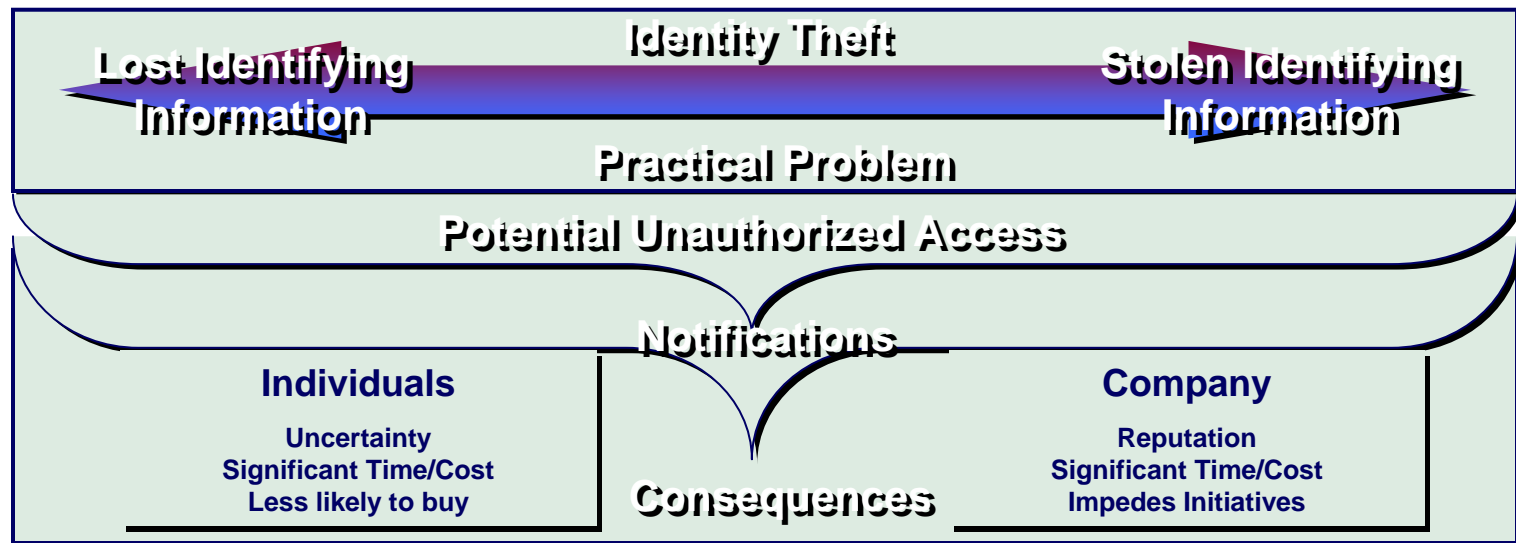 Identity Theft
Lost Identifying
Information
Stolen Identifying
Information
Practical Problem
Potential Unauthorized Access
Notifications
Individuals
Uncertainty
Significant Time/Cost
Less likely to buy
Company
Reputation
Significant Time/Cost
Impedes Initiatives
Consequences